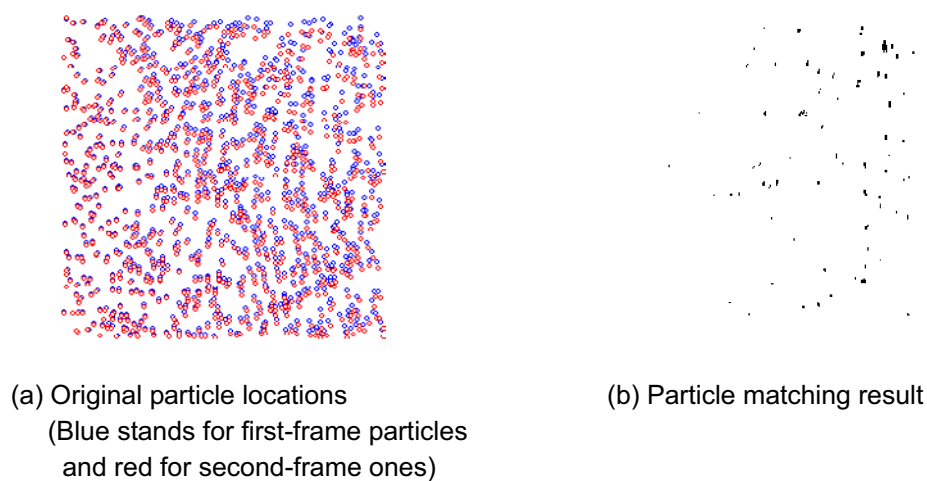 (a) Original particle locations
(Blue stands for first-frame particles
and red for second-frame ones)
(b) Particle matching result